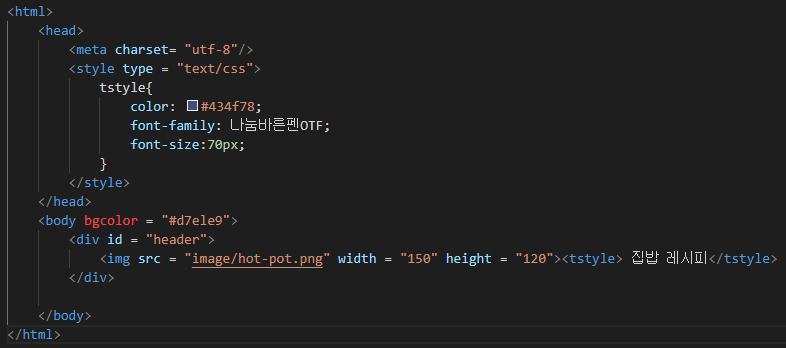 <html>
<head>
<meta charset= "utf-8"/>
<style type = "text/css">
tstyle{
color: #434f78;
font-family: 나눔바른펜OTF;
font-size:70px;
}
</style>
</head>
<body bgcolor = "#d7ele9">
<div id = "header">
<img src = "image/hot-pot.png" width = "150" height = "120"><tstyle> 집밥 레시피</tstyle>
</div>
</body>
</html>